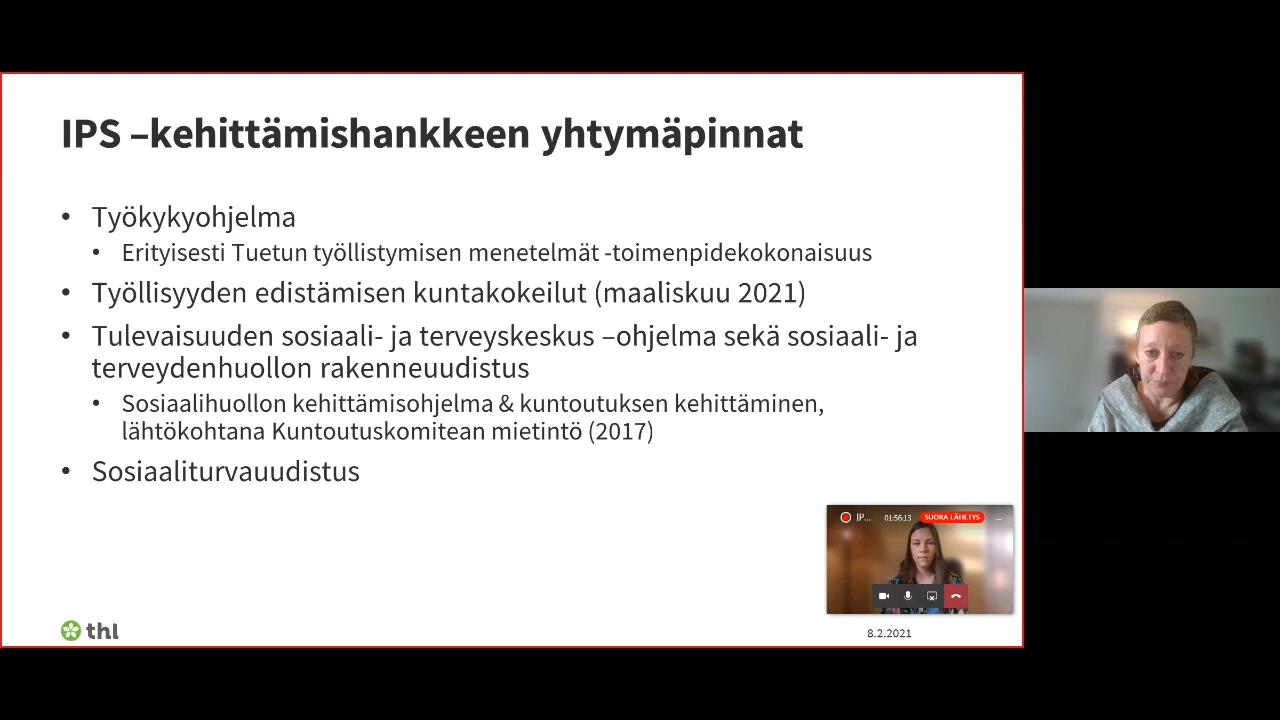 IPS –kehittämishankkeen yhtymäpinnat
• Työkykyohjelma
• Erityisesti Tuetun työllistymisen menetelmät -toimenpidekokonaisuus
• Työllisyyden edistämisen kuntakokeilut (maaliskuu 2021)
• Tulevaisuuden sosiaali- ja terveyskeskus –ohjelma sekä sosiaali- ja
terveydenhuollon rakenneuudistus
• Sosiaalihuollon kehittämisohjelma & kuntoutuksen kehittäminen,
lähtökohtana Kuntoutuskomitean mietintö (2017)
• Sosiaaliturvauudistus
IP... 01:56:13 SUORA LÄHETYS
thl
8.2.2021